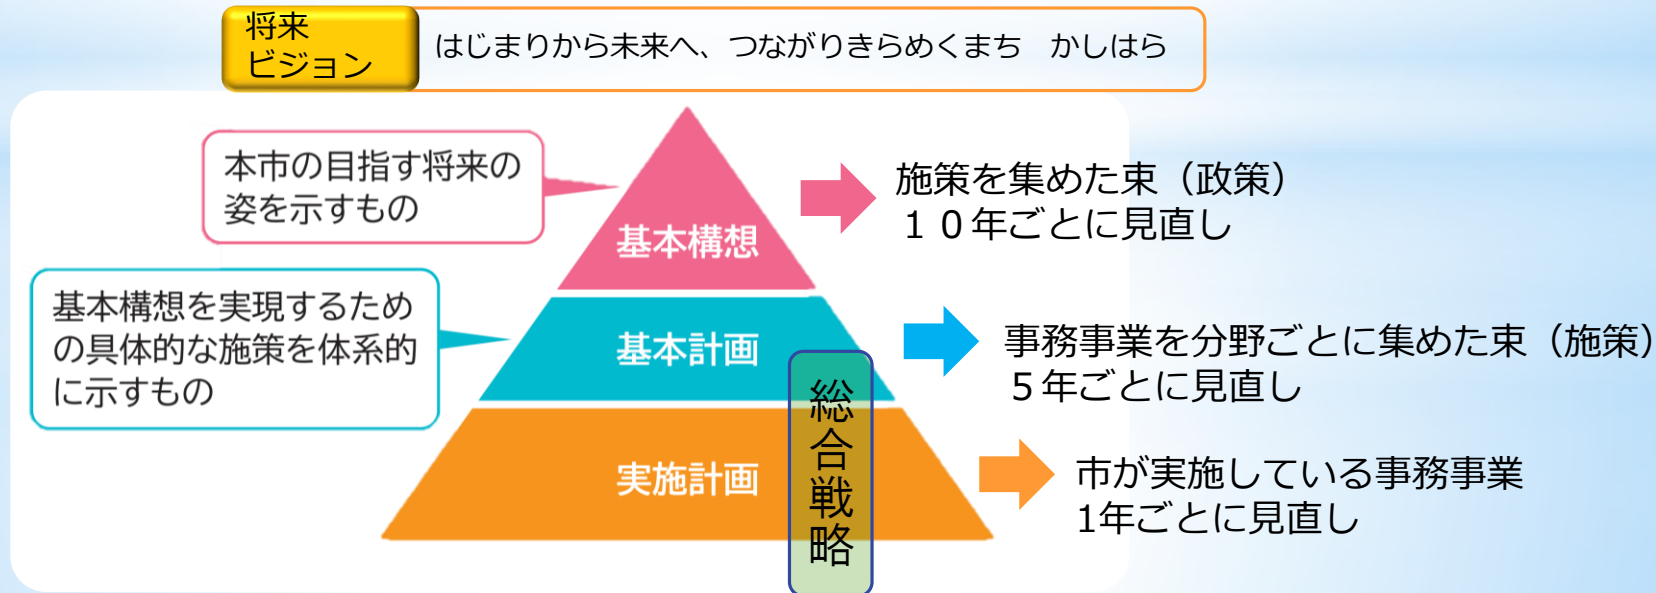 将来
ビジョン
はじまりから未来へ、つながりきらめくまち　かしはら
本市の目指す将来の
姿を示すもの
基本構想
施策を集めた束（政策）
１０年ごとに見直し
基本構想を実現するため
の具体的な施策を体系的
に示すもの
基本計画
事務事業を分野ごとに集めた束（施策）
５年ごとに見直し
実施計画
総合戦略
市が実施している事務事業
1年ごとに見直し